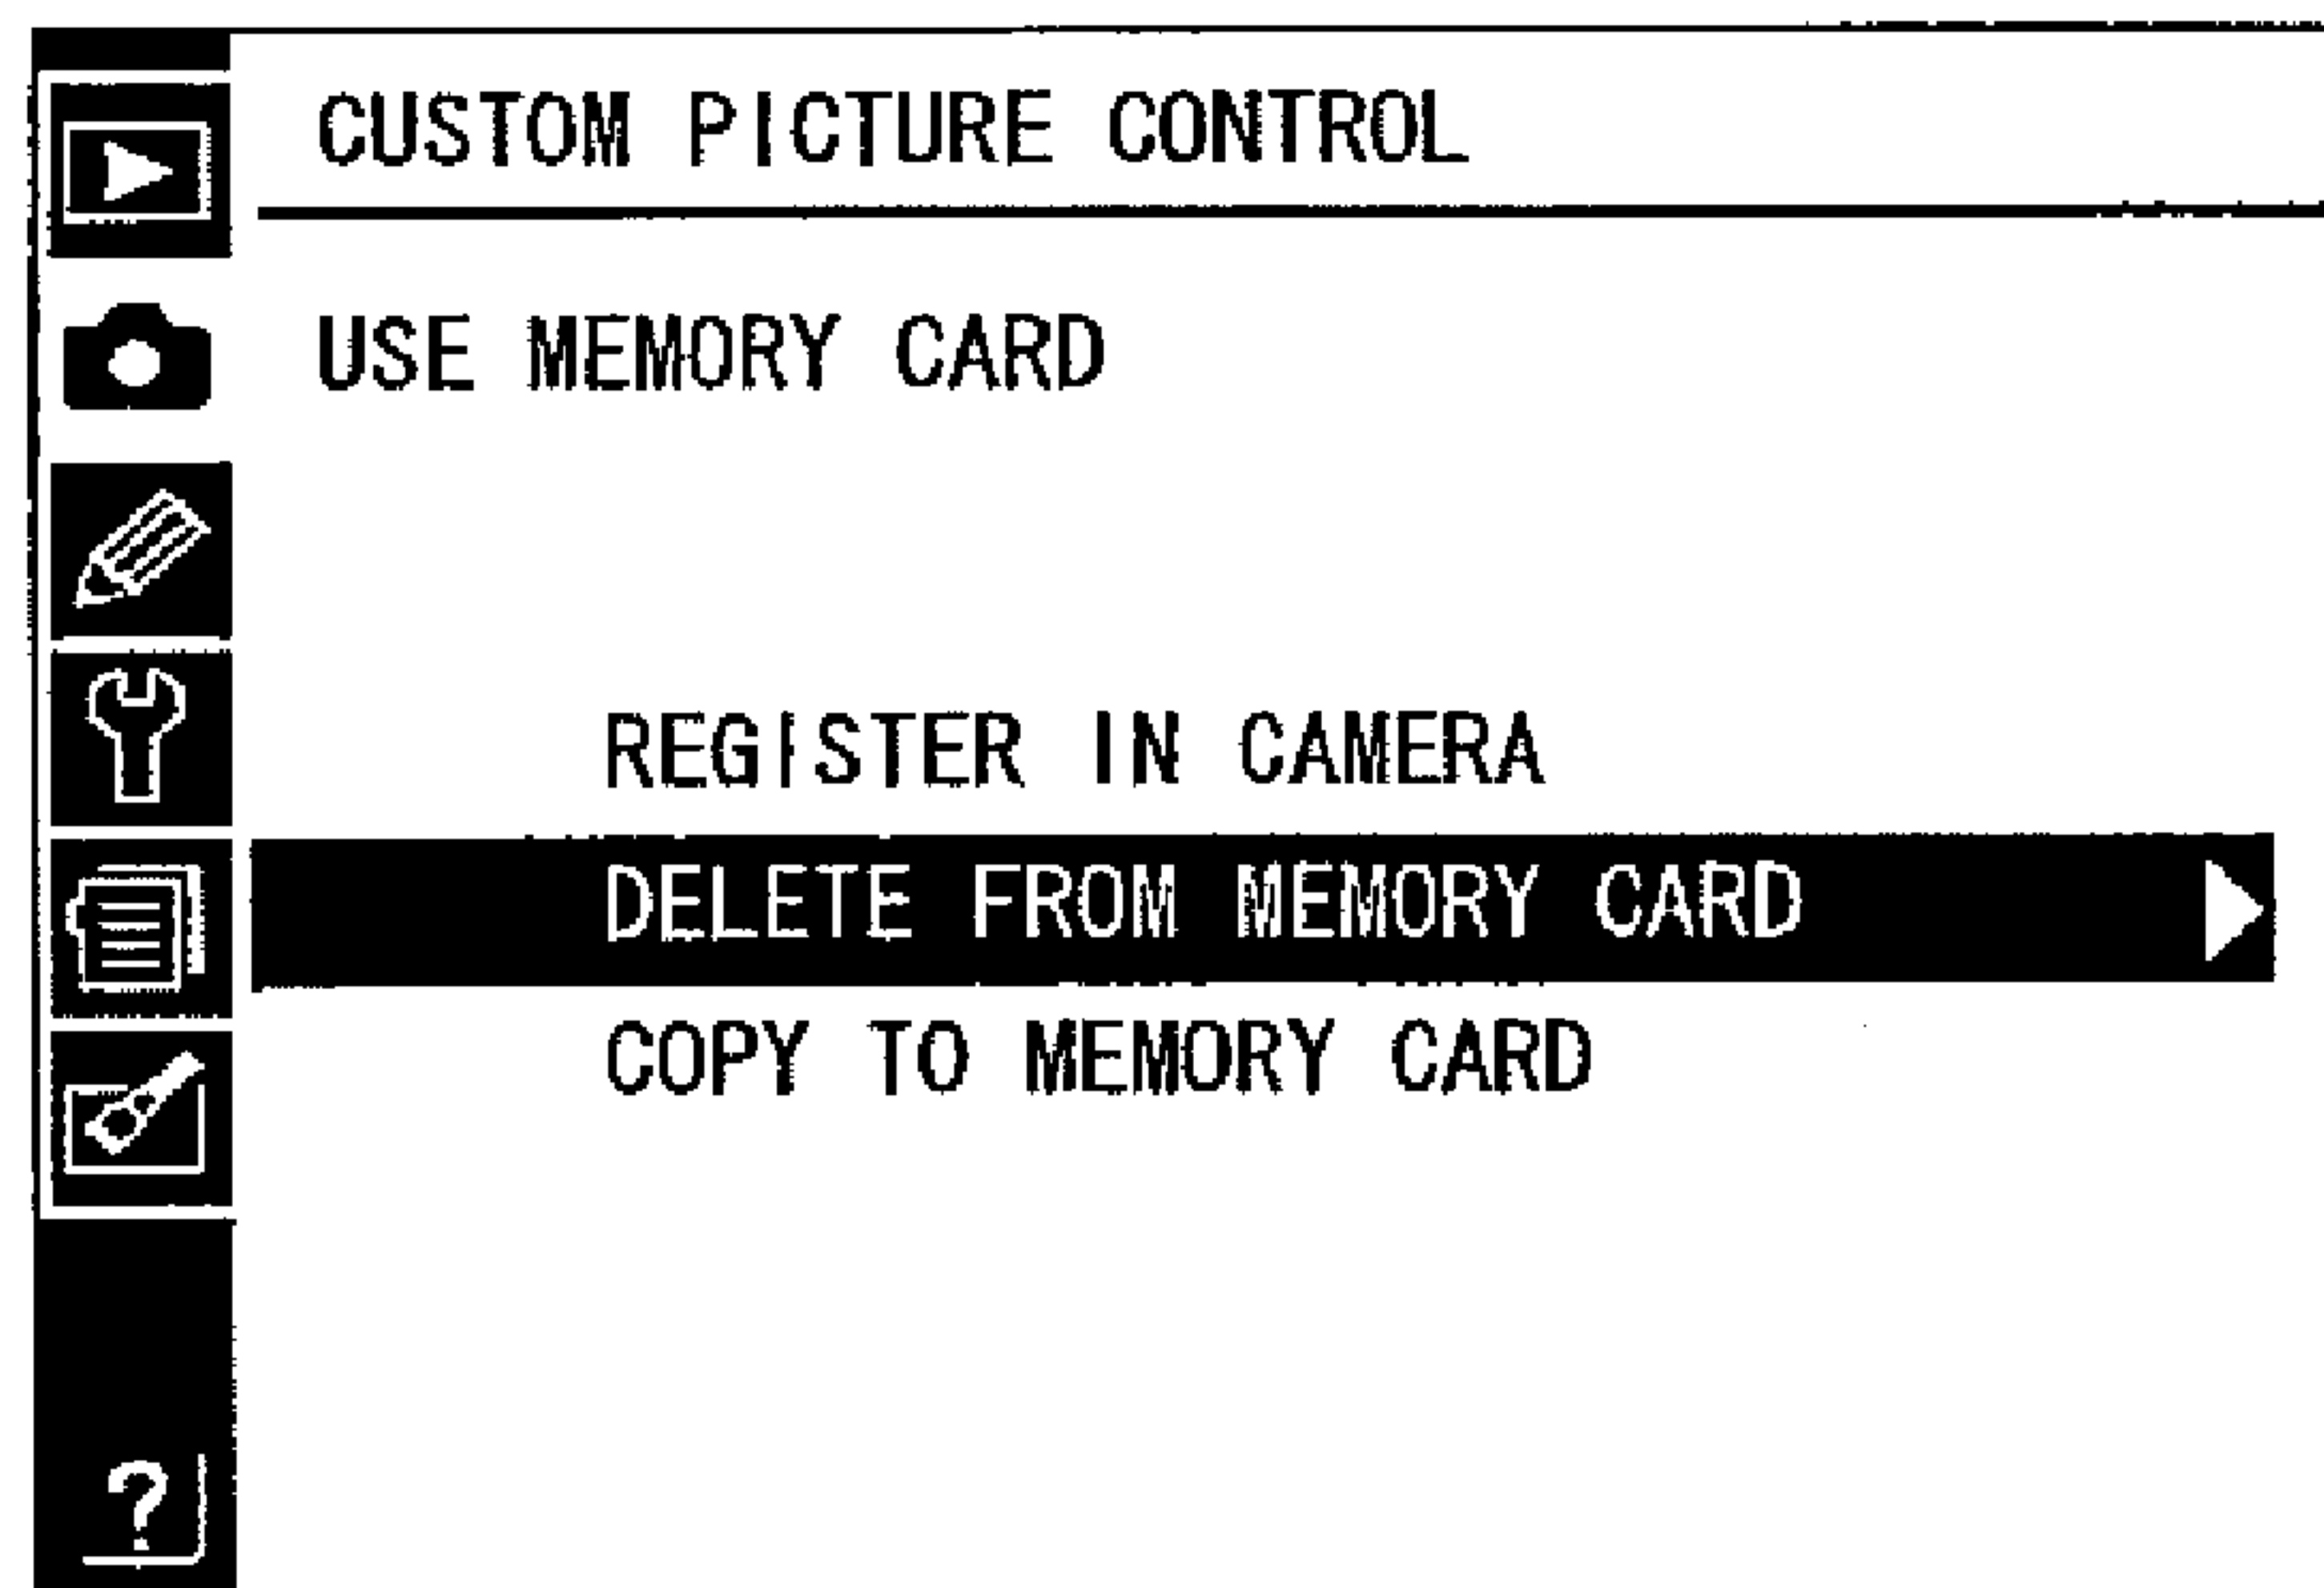 CUSTOM PICTURE CONTROL
USE MEMORY CARD
REGISTER IN CAMERA
DELETE FROM MEMORY CARD
COPY TO MEMORY CARD
?